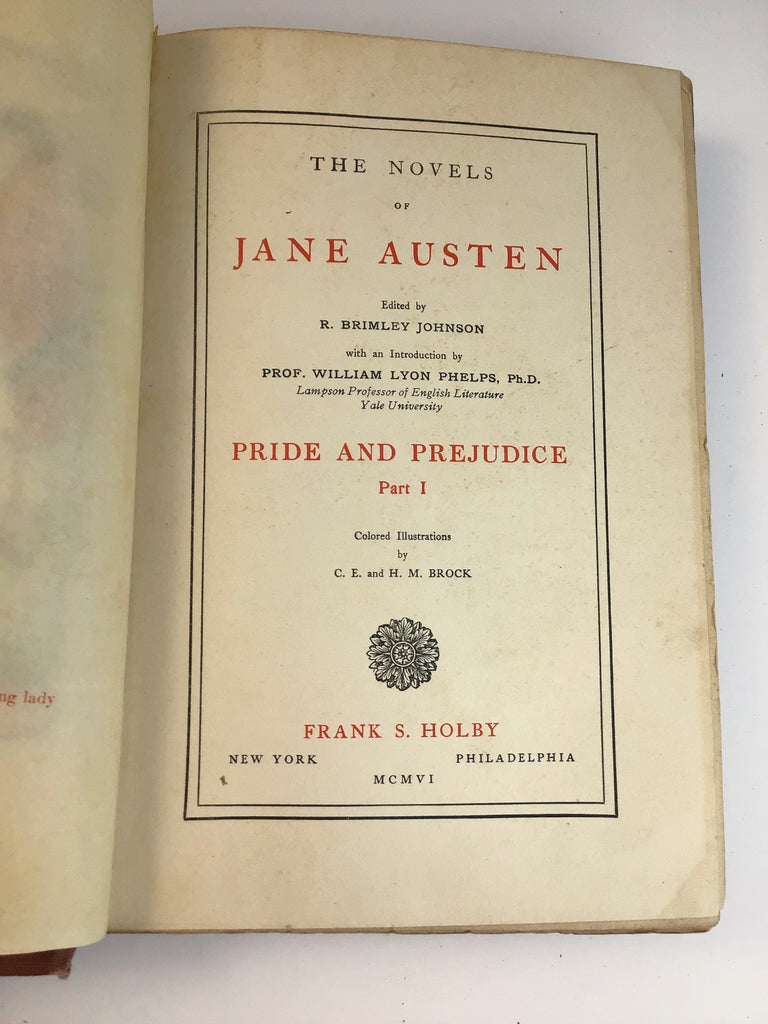 THE NOVELS
OF
JANE AUSTEN
Edited by
R. BRIMLEY JOHNSON
with an Introduction by
PROF. WILLIAM LYON PHELPS, Ph.D.
Lampson Professor of English Literature
Yale University
PRIDE AND PREJUDICE
Part I
Colored Illustrations
by
C. E. and H. M. BROCK
FRANK S. HOLBY
NEW YORK PHILADELPHIA
MCMVI
ng lady